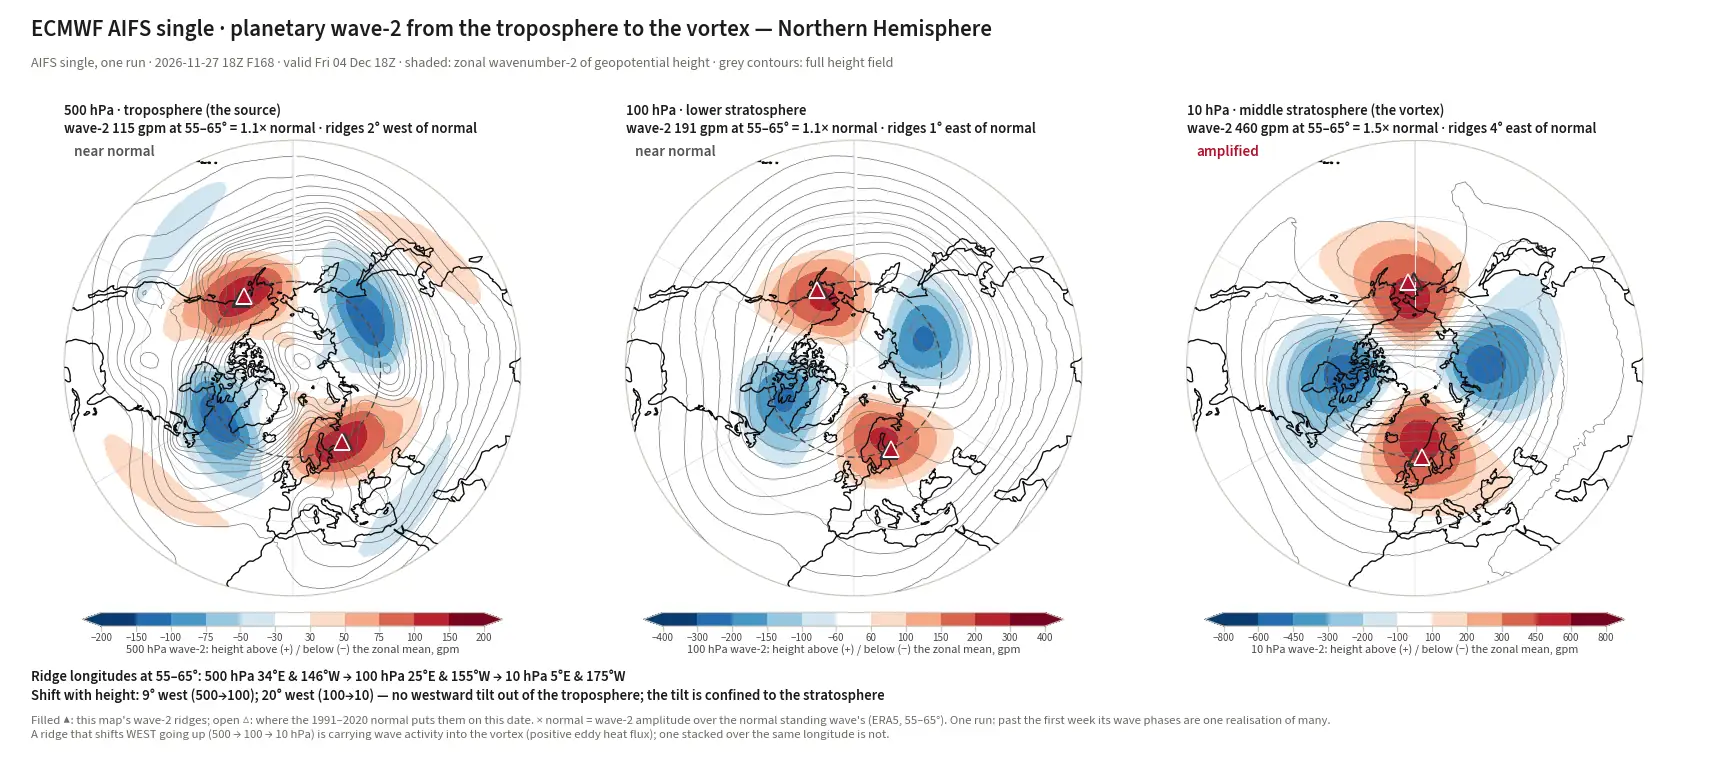 ECMWF AIFS single · planetary wave-2 from the troposphere to the vortex — Northern Hemisphere
AIFS single, one run · 2026-11-27 18Z F168 · valid Fri 04 Dec 18Z · shaded: zonal wavenumber-2 of geopotential height · grey contours: full height field
500 hPa · troposphere (the source)
wave-2 115 gpm at 55–65° = 1.1× normal · ridges 2° west of normal
near normal
100 hPa · lower stratosphere
wave-2 191 gpm at 55–65° = 1.1× normal · ridges 1° east of normal
near normal
10 hPa · middle stratosphere (the vortex)
wave-2 460 gpm at 55–65° = 1.5× normal · ridges 4° east of normal
amplified
−200 −150 −100 −75 −50 −30 30 50 75 100 150 200
500 hPa wave-2: height above (+) / below (−) the zonal mean, gpm
−400 −300 −200 −150 −100 −60 60 100 150 200 300 400
100 hPa wave-2: height above (+) / below (−) the zonal mean, gpm
−800 −600 −450 −300 −200 −100 100 200 300 450 600 800
10 hPa wave-2: height above (+) / below (−) the zonal mean, gpm
Ridge longitudes at 55–65°: 500 hPa 34°E & 146°W → 100 hPa 25°E & 155°W → 10 hPa 5°E & 175°W
Shift with height: 9° west (500→100); 20° west (100→10) — no westward tilt out of the troposphere; the tilt is confined to the stratosphere
Filled ▲: this map's wave-2 ridges; open △: where the 1991–2020 normal puts them on this date. × normal = wave-2 amplitude over the normal standing wave's (ERA5, 55–65°). One run: past the first week its wave phases are one realisation of many.
A ridge that shifts WEST going up (500 → 100 → 10 hPa) is carrying wave activity into the vortex (positive eddy heat flux); one stacked over the same longitude is not.